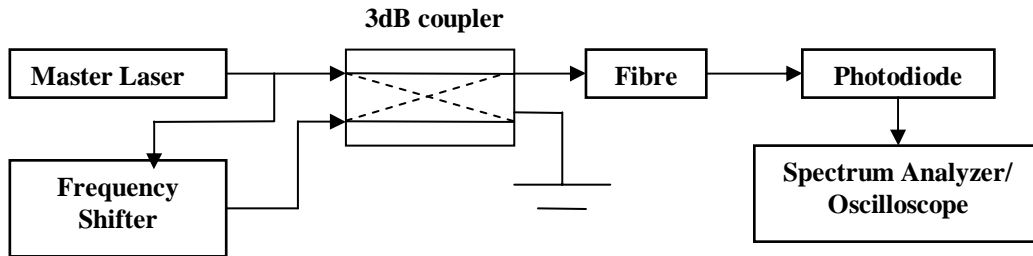 3dB coupler
Master Laser
Fibre
Photodiode
Frequency
Shifter
Spectrum Analyzer/
Oscilloscope